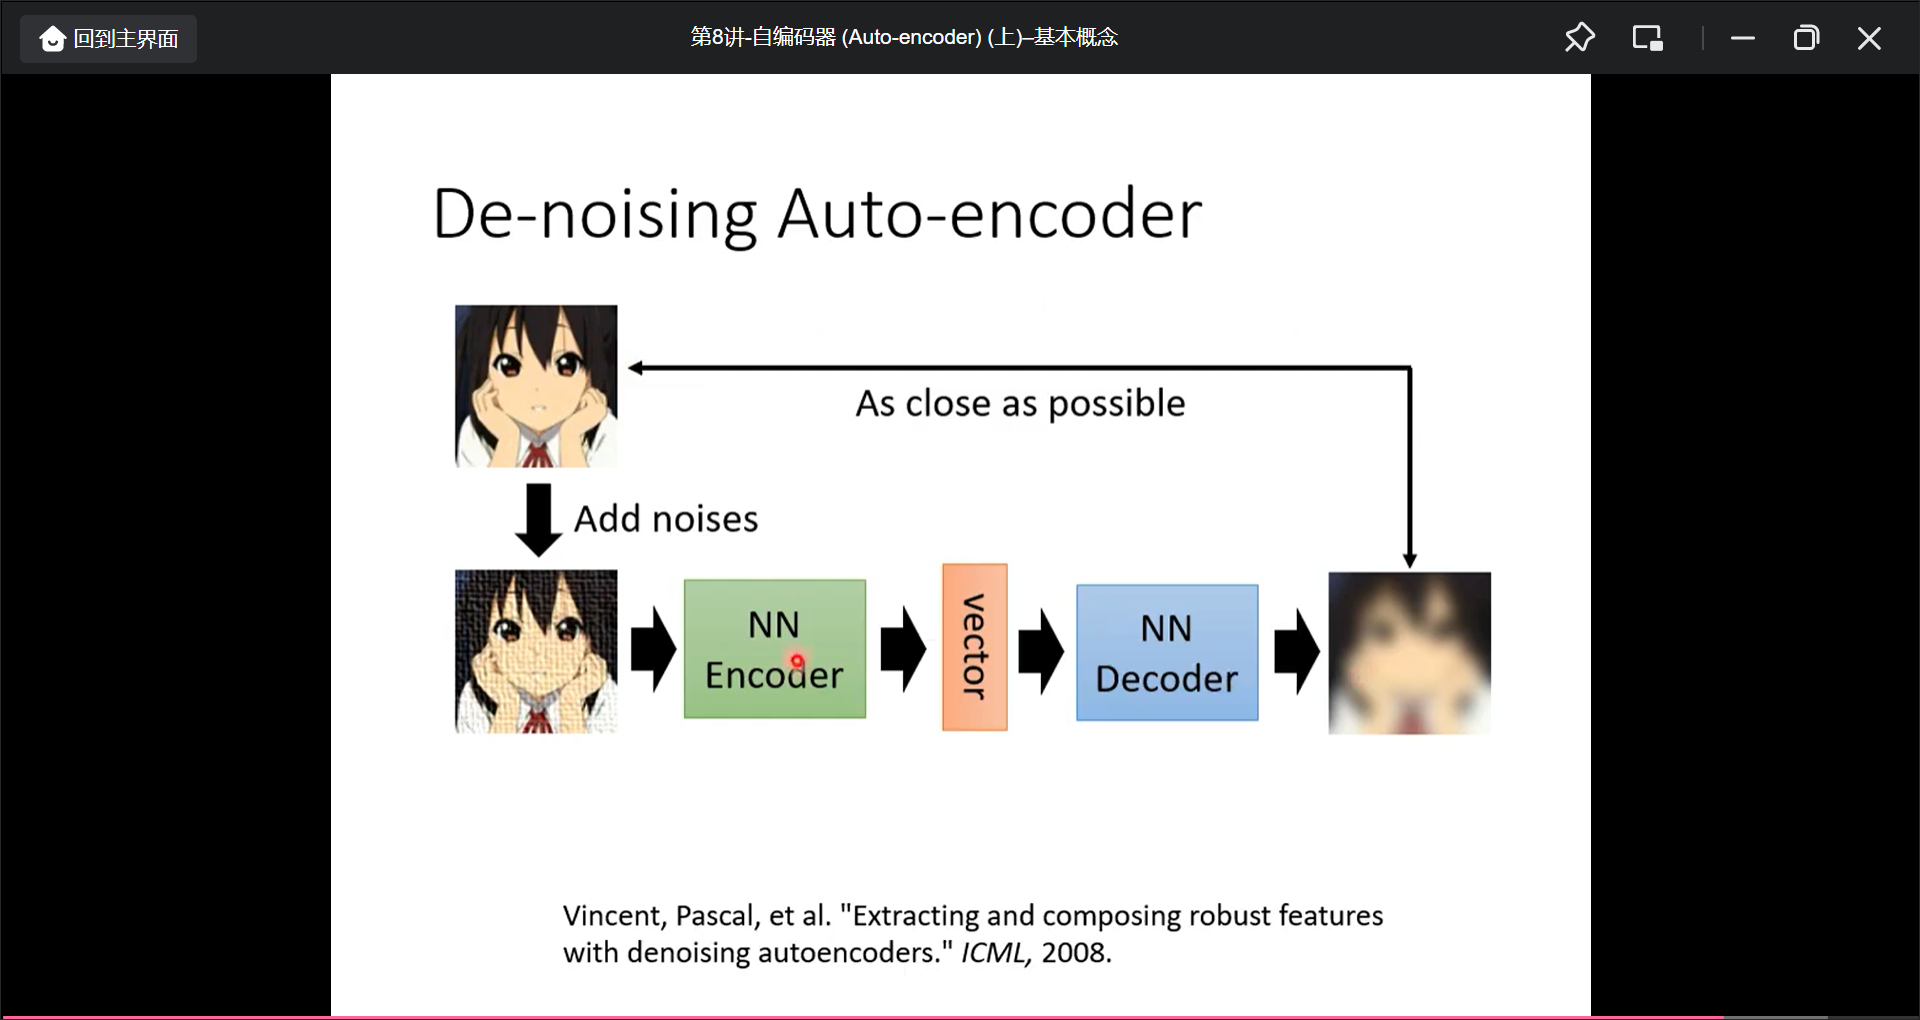 回到主界面
第8讲-自编码器 (Auto-encoder) (上)–基本概念
De-noising Auto-encoder
As close as possible
Add noises
NN
Encoder
vector
NN
Decoder
Vincent, Pascal, et al. "Extracting and composing robust features
with denoising autoencoders." ICML, 2008.